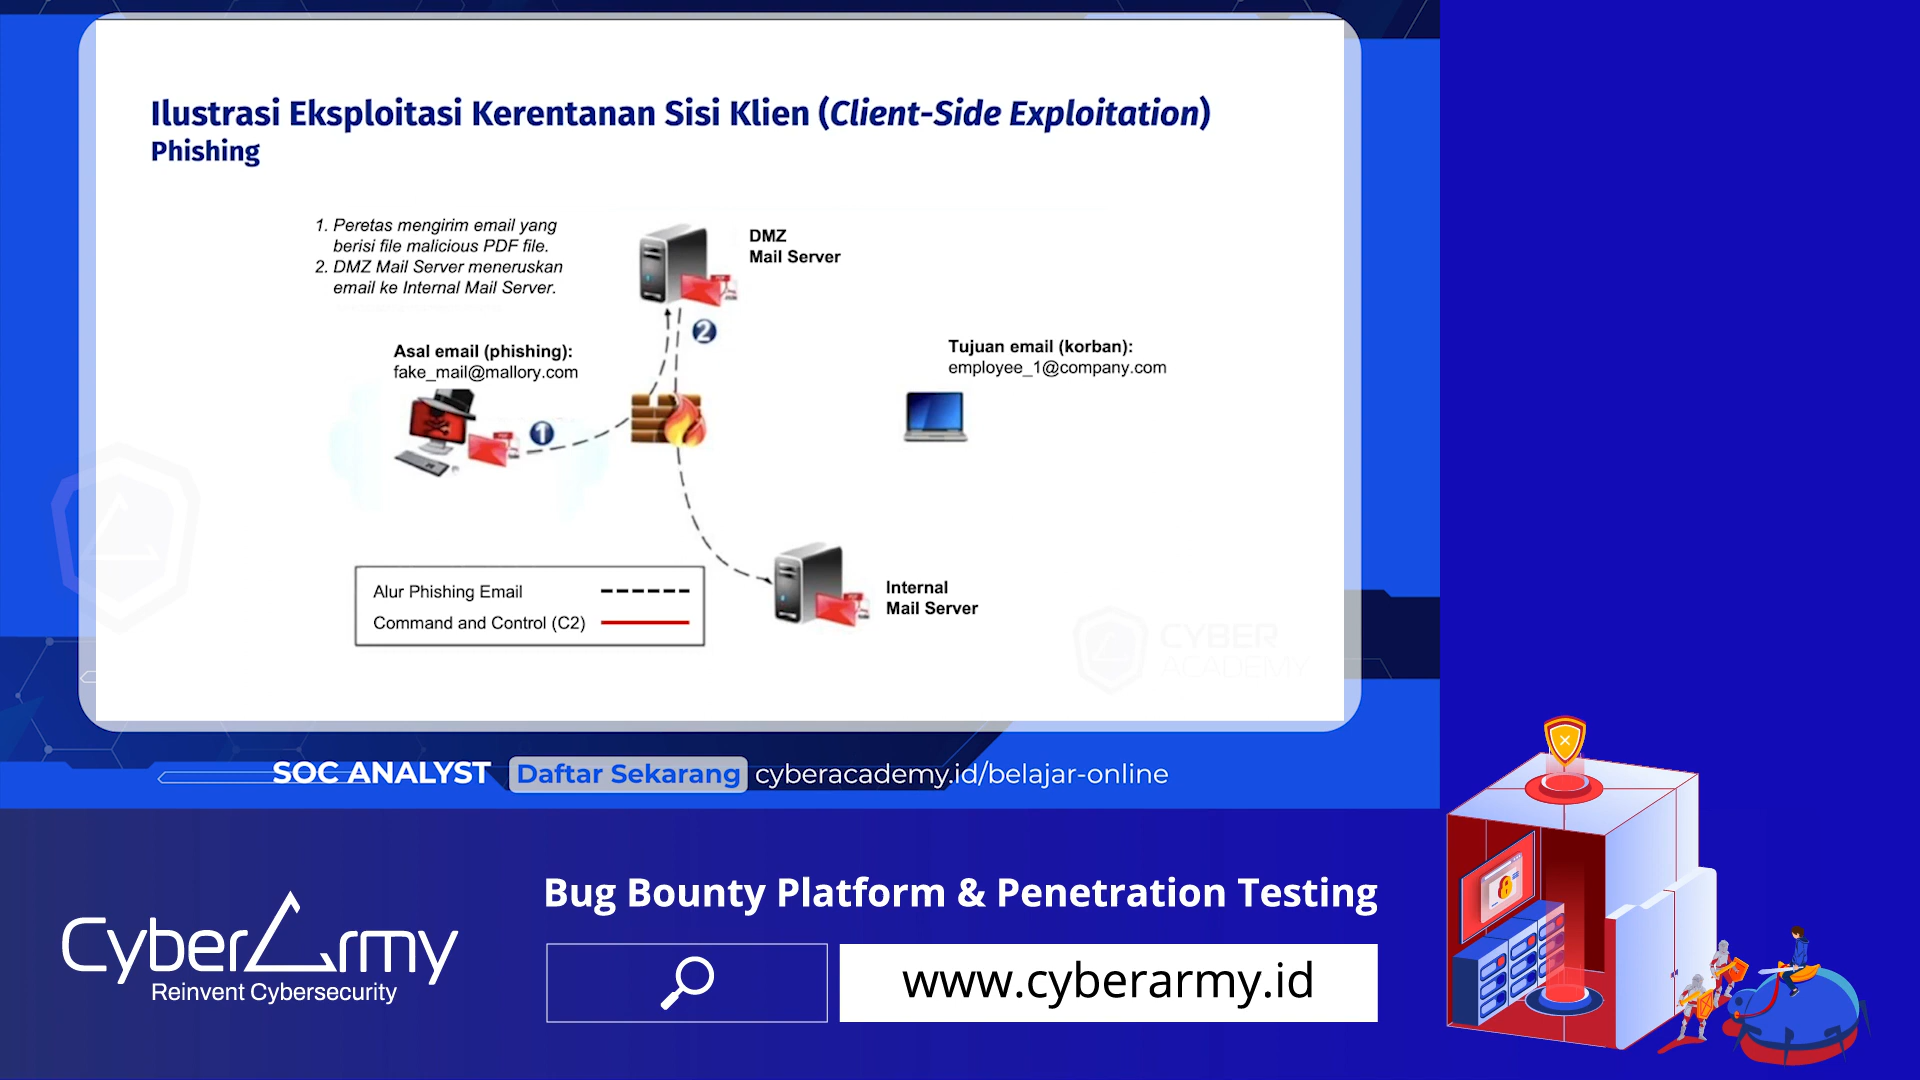 Ilustrasi Eksploitasi Kerentanan Sisi Klien (Client-Side Exploitation)
Phishing
1. Peretas mengirim email yang
berisi file malicious PDF file.
2. DMZ Mail Server meneruskan
email ke Internal Mail Server.
DMZ
Mail Server
2
Asal email (phishing):
fake_mail@mallory.com
Tujuan email (korban):
employee_1@company.com
1
Internal
Mail Server
Alur Phishing Email
Command and Control (C2)
CYBER
ACADEMY
SOC ANALYST Daftar Sekarang cyberacademy.id/belajar-online
Bug Bounty Platform & Penetration Testing
CyberArmy
Reinvent Cybersecurity
www.cyberarmy.id